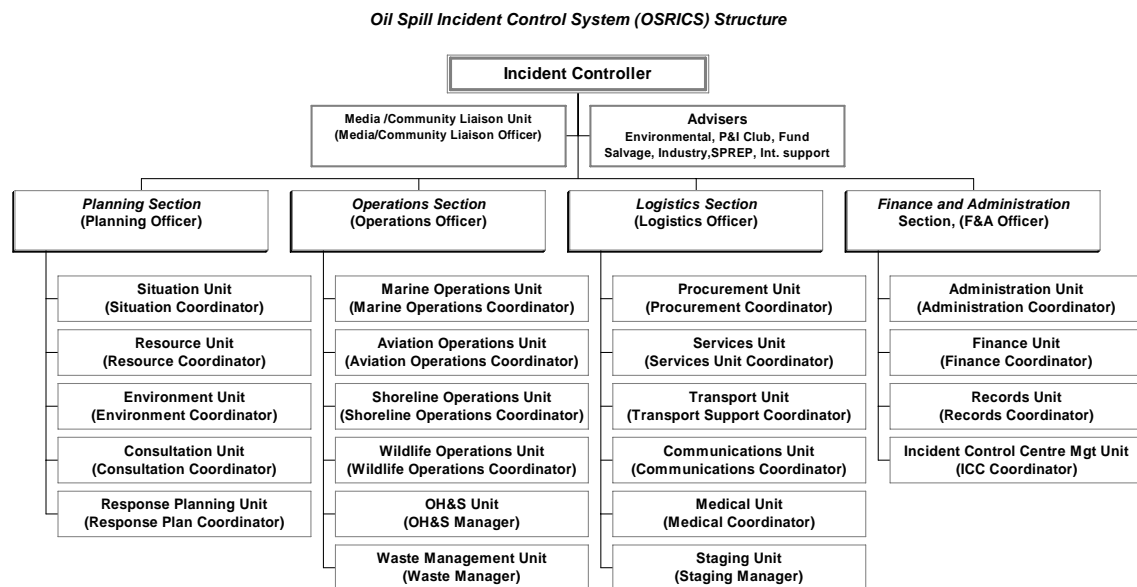 Oil Spill Incident Control System (OSRICS) Structure
Incident Controller
Media /Community Liaison Unit
(Media/Community Liaison Officer)
Advisers
Environmental, P&I Club, Fund
Salvage, Industry,SPREP, Int. support
Planning Section
(Planning Officer)
Operations Section
(Operations Officer)
Logistics Section
(Logistics Officer)
Finance and Administration
Section, (F&A Officer)
Situation Unit
(Situation Coordinator)
Resource Unit
(Resource Coordinator)
Environment Unit
(Environment Coordinator)
Consultation Unit
(Consultation Coordinator)
Response Planning Unit
(Response Plan Coordinator)
Marine Operations Unit
(Marine Operations Coordinator)
Aviation Operations Unit
(Aviation Operations Coordinator)
Shoreline Operations Unit
(Shoreline Operations Coordinator)
Wildlife Operations Unit
(Wildlife Operations Coordinator)
OH&S Unit
(OH&S Manager)
Waste Management Unit
(Waste Manager)
Procurement Unit
(Procurement Coordinator)
Services Unit
(Services Unit Coordinator)
Transport Unit
(Transport Support Coordinator)
Communications Unit
(Communications Coordinator)
Medical Unit
(Medical Coordinator)
Staging Unit
(Staging Manager)
Administration Unit
(Administration Coordinator)
Finance Unit
(Finance Coordinator)
Records Unit
(Records Coordinator)
Incident Control Centre Mgt Unit
(ICC Coordinator)